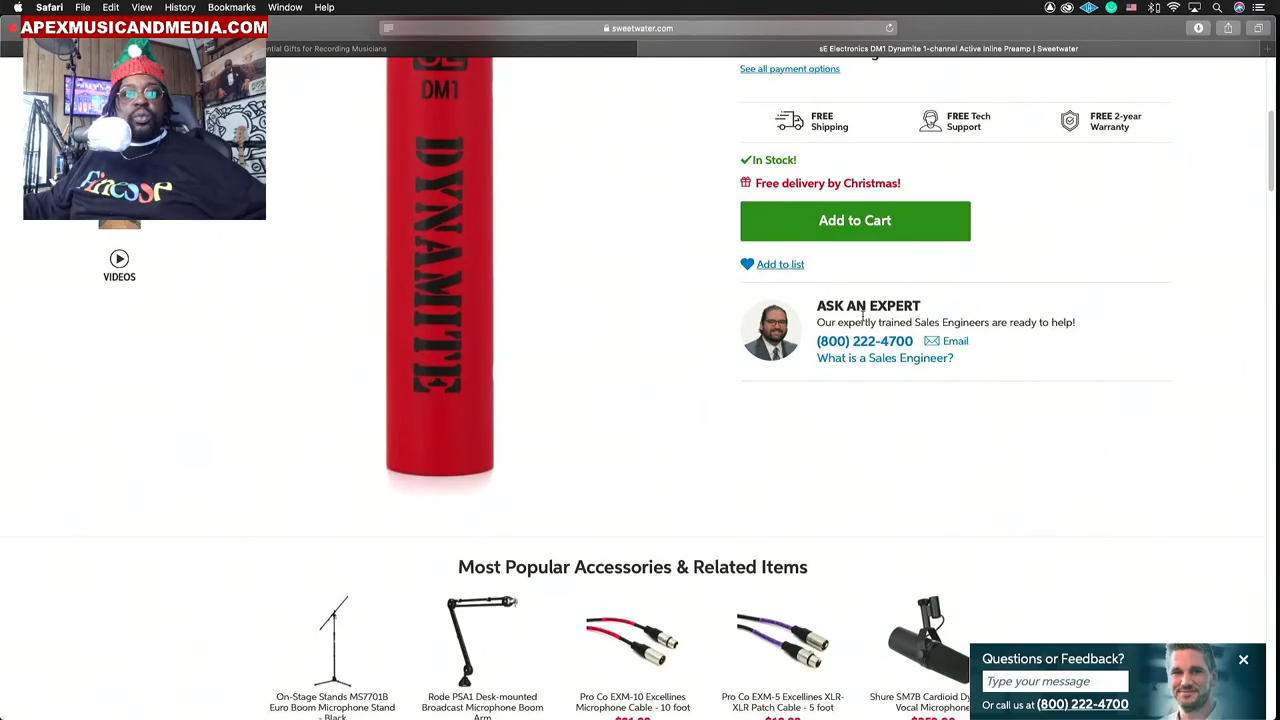 Safari File Edit View History Bookmarks Window Help
APEXMUSICANDMEDIA.COM
sweetwater.com
ential Gifts for Recording Musicians
sE Electronics DM1 Dynamite 1-channel Active Inline Preamp | Sweetwater
See all payment options
DM1
DYNAMITE
FREE
Shipping
FREE Tech
Support
FREE 2-year
Warranty
In Stock!
Free delivery by Christmas!
Add to Cart
Add to list
finesse
VIDEOS
ASK AN EXPERT
Our expertly trained Sales Engineers are ready to help!
(800) 222-4700 Email
What is a Sales Engineer?
Most Popular Accessories & Related Items
On-Stage Stands MS7701B
Euro Boom Microphone Stand
- Black
Rode PSA1 Desk-mounted
Broadcast Microphone Boom
Arm
Pro Co EXM-10 Excellines
Microphone Cable - 10 foot
Pro Co EXM-5 Excellines XLR-
XLR Patch Cable - 5 foot
Shure SM7B Cardioid Dy
Vocal Microphone
Questions or Feedback?
Type your message
Or call us at (800) 222-4700